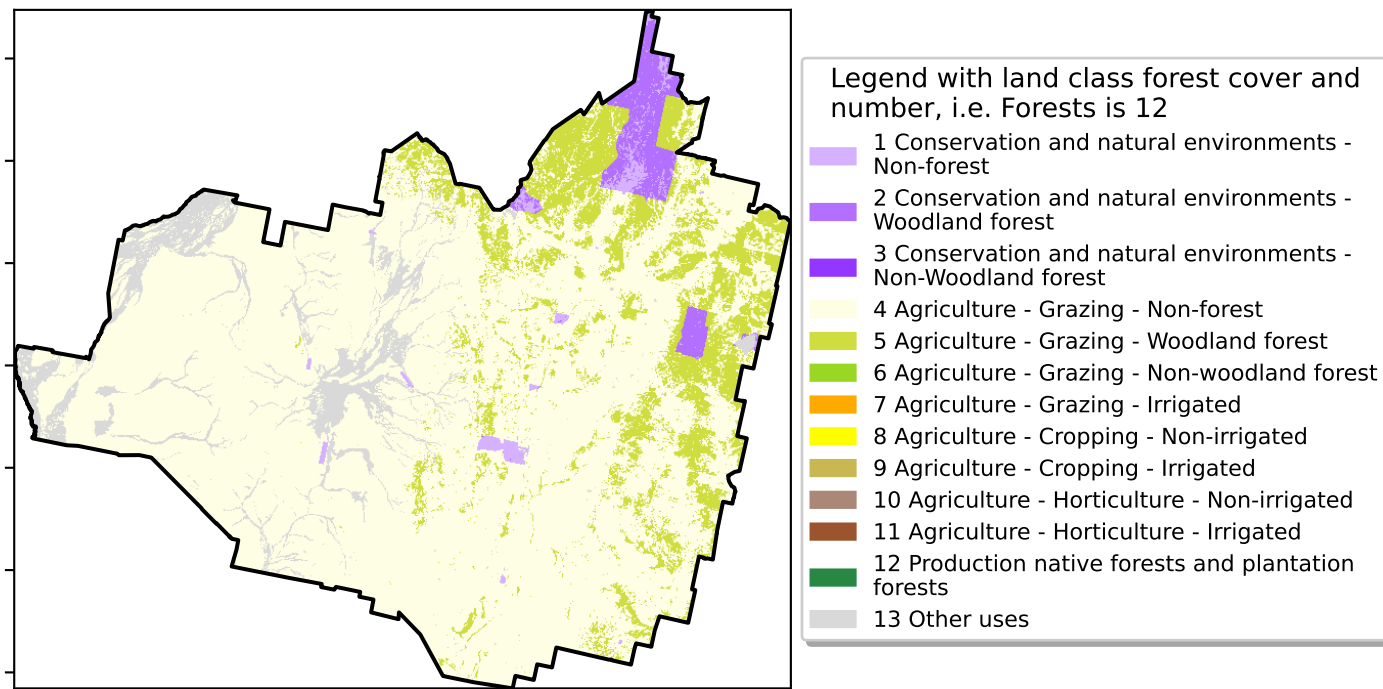 Legend with land class forest cover and
number, i.e. Forests is 12
1 Conservation and natural environments -
Non-forest
2 Conservation and natural environments -
Woodland forest
3 Conservation and natural environments -
Non-Woodland forest
4 Agriculture - Grazing - Non-forest
5 Agriculture - Grazing - Woodland forest
6 Agriculture - Grazing - Non-woodland forest
7 Agriculture - Grazing - Irrigated
8 Agriculture - Cropping - Non-irrigated
9 Agriculture - Cropping - Irrigated
10 Agriculture - Horticulture - Non-irrigated
11 Agriculture - Horticulture - Irrigated
12 Production native forests and plantation
forests
13 Other uses